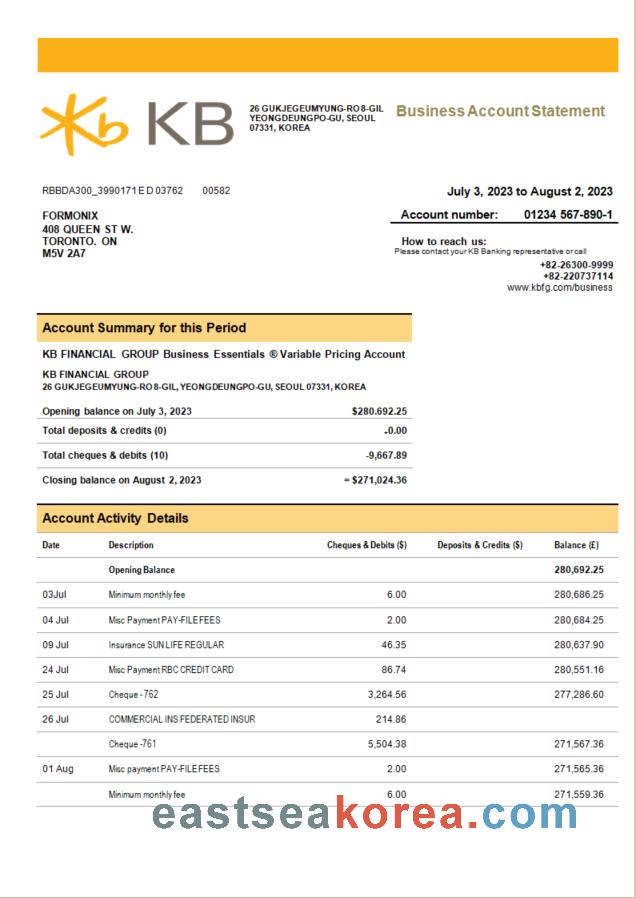 Kb KB
26 GUKJEGEUMYUNG-RO 8-GIL
YEONGDEUNGPO-GU, SEOUL
07331, KOREA
Business Account Statement
RBBDA300_3990171 E D 03762 00582
July 3, 2023 to August 2, 2023
FORMONIX
408 QUEEN ST W.
TORONTO. ON
M5V 2A7
Account number: 01234 567-890-1
How to reach us:
Please contact your KB Banking representative or call
+82-26300-9999
+82-220737114
www.kbfg.com/business
Account Summary for this Period
KB FINANCIAL GROUP Business Essentials ® Variable Pricing Account
KB FINANCIAL GROUP
26 GUKJEGEUMYUNG-RO 8-GIL, YEONGDEUNGPO-GU, SEOUL 07331, KOREA
Opening balance on July 3, 2023 $280.692.25
Total deposits & credits (0) -0.00
Total cheques & debits (10) -9,667.89
Closing balance on August 2, 2023 = $271,024.36
Account Activity Details
Date Description Cheques & Debits ($) Deposits & Credits ($) Balance (£)
Opening Balance 280,692.25
03Jul Minimum monthly fee 6.00 280,686.25
04 Jul Misc Payment PAY-FILE FEES 2.00 280,684.25
09 Jul Insurance SUN LIFE REGULAR 46.35 280,637.90
24 Jul Misc Payment RBC CREDIT CARD 86.74 280,551.16
25 Jul Cheque -762 3,264.56 277,286.60
26 Jul COMMERCIAL INS FEDERATED INSUR 214.86
Cheque -761 5,504.38 271,567.36
01 Aug Misc payment PAY-FILE FEES 2.00 271,565.36
Minimum monthly fee 6.00 271,559.36
eastseakorea.com